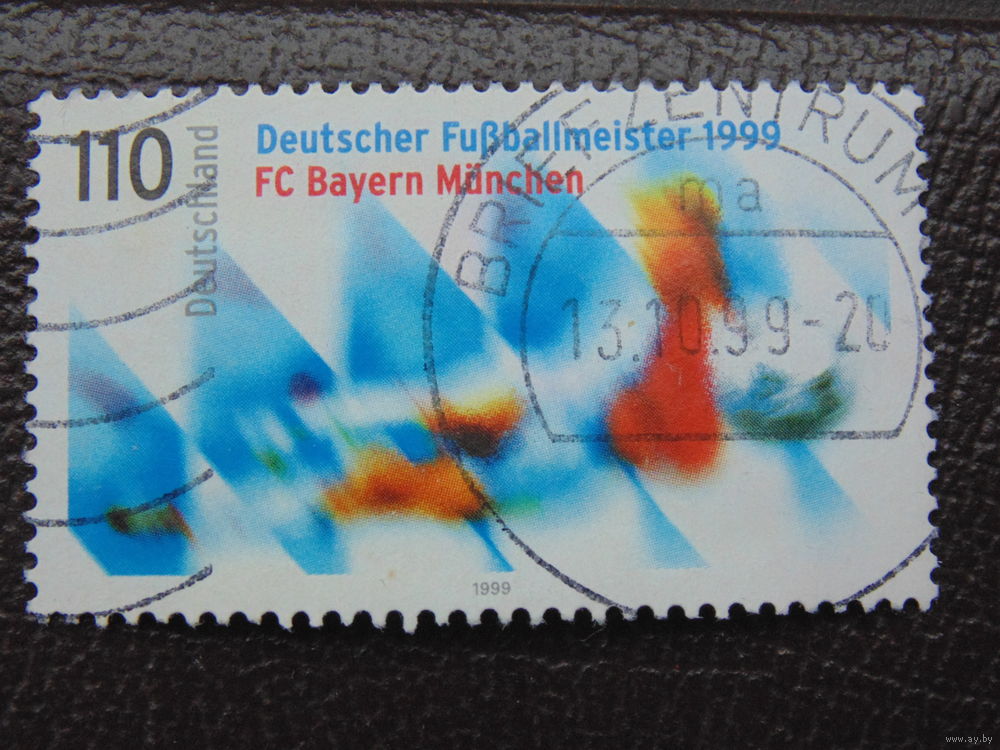 110
Deutschland
Deutscher Fußballmeister 1999
FC Bayern München
BRIEFZENTRUM
ma
13.10.99-20
1999
www.ay.by